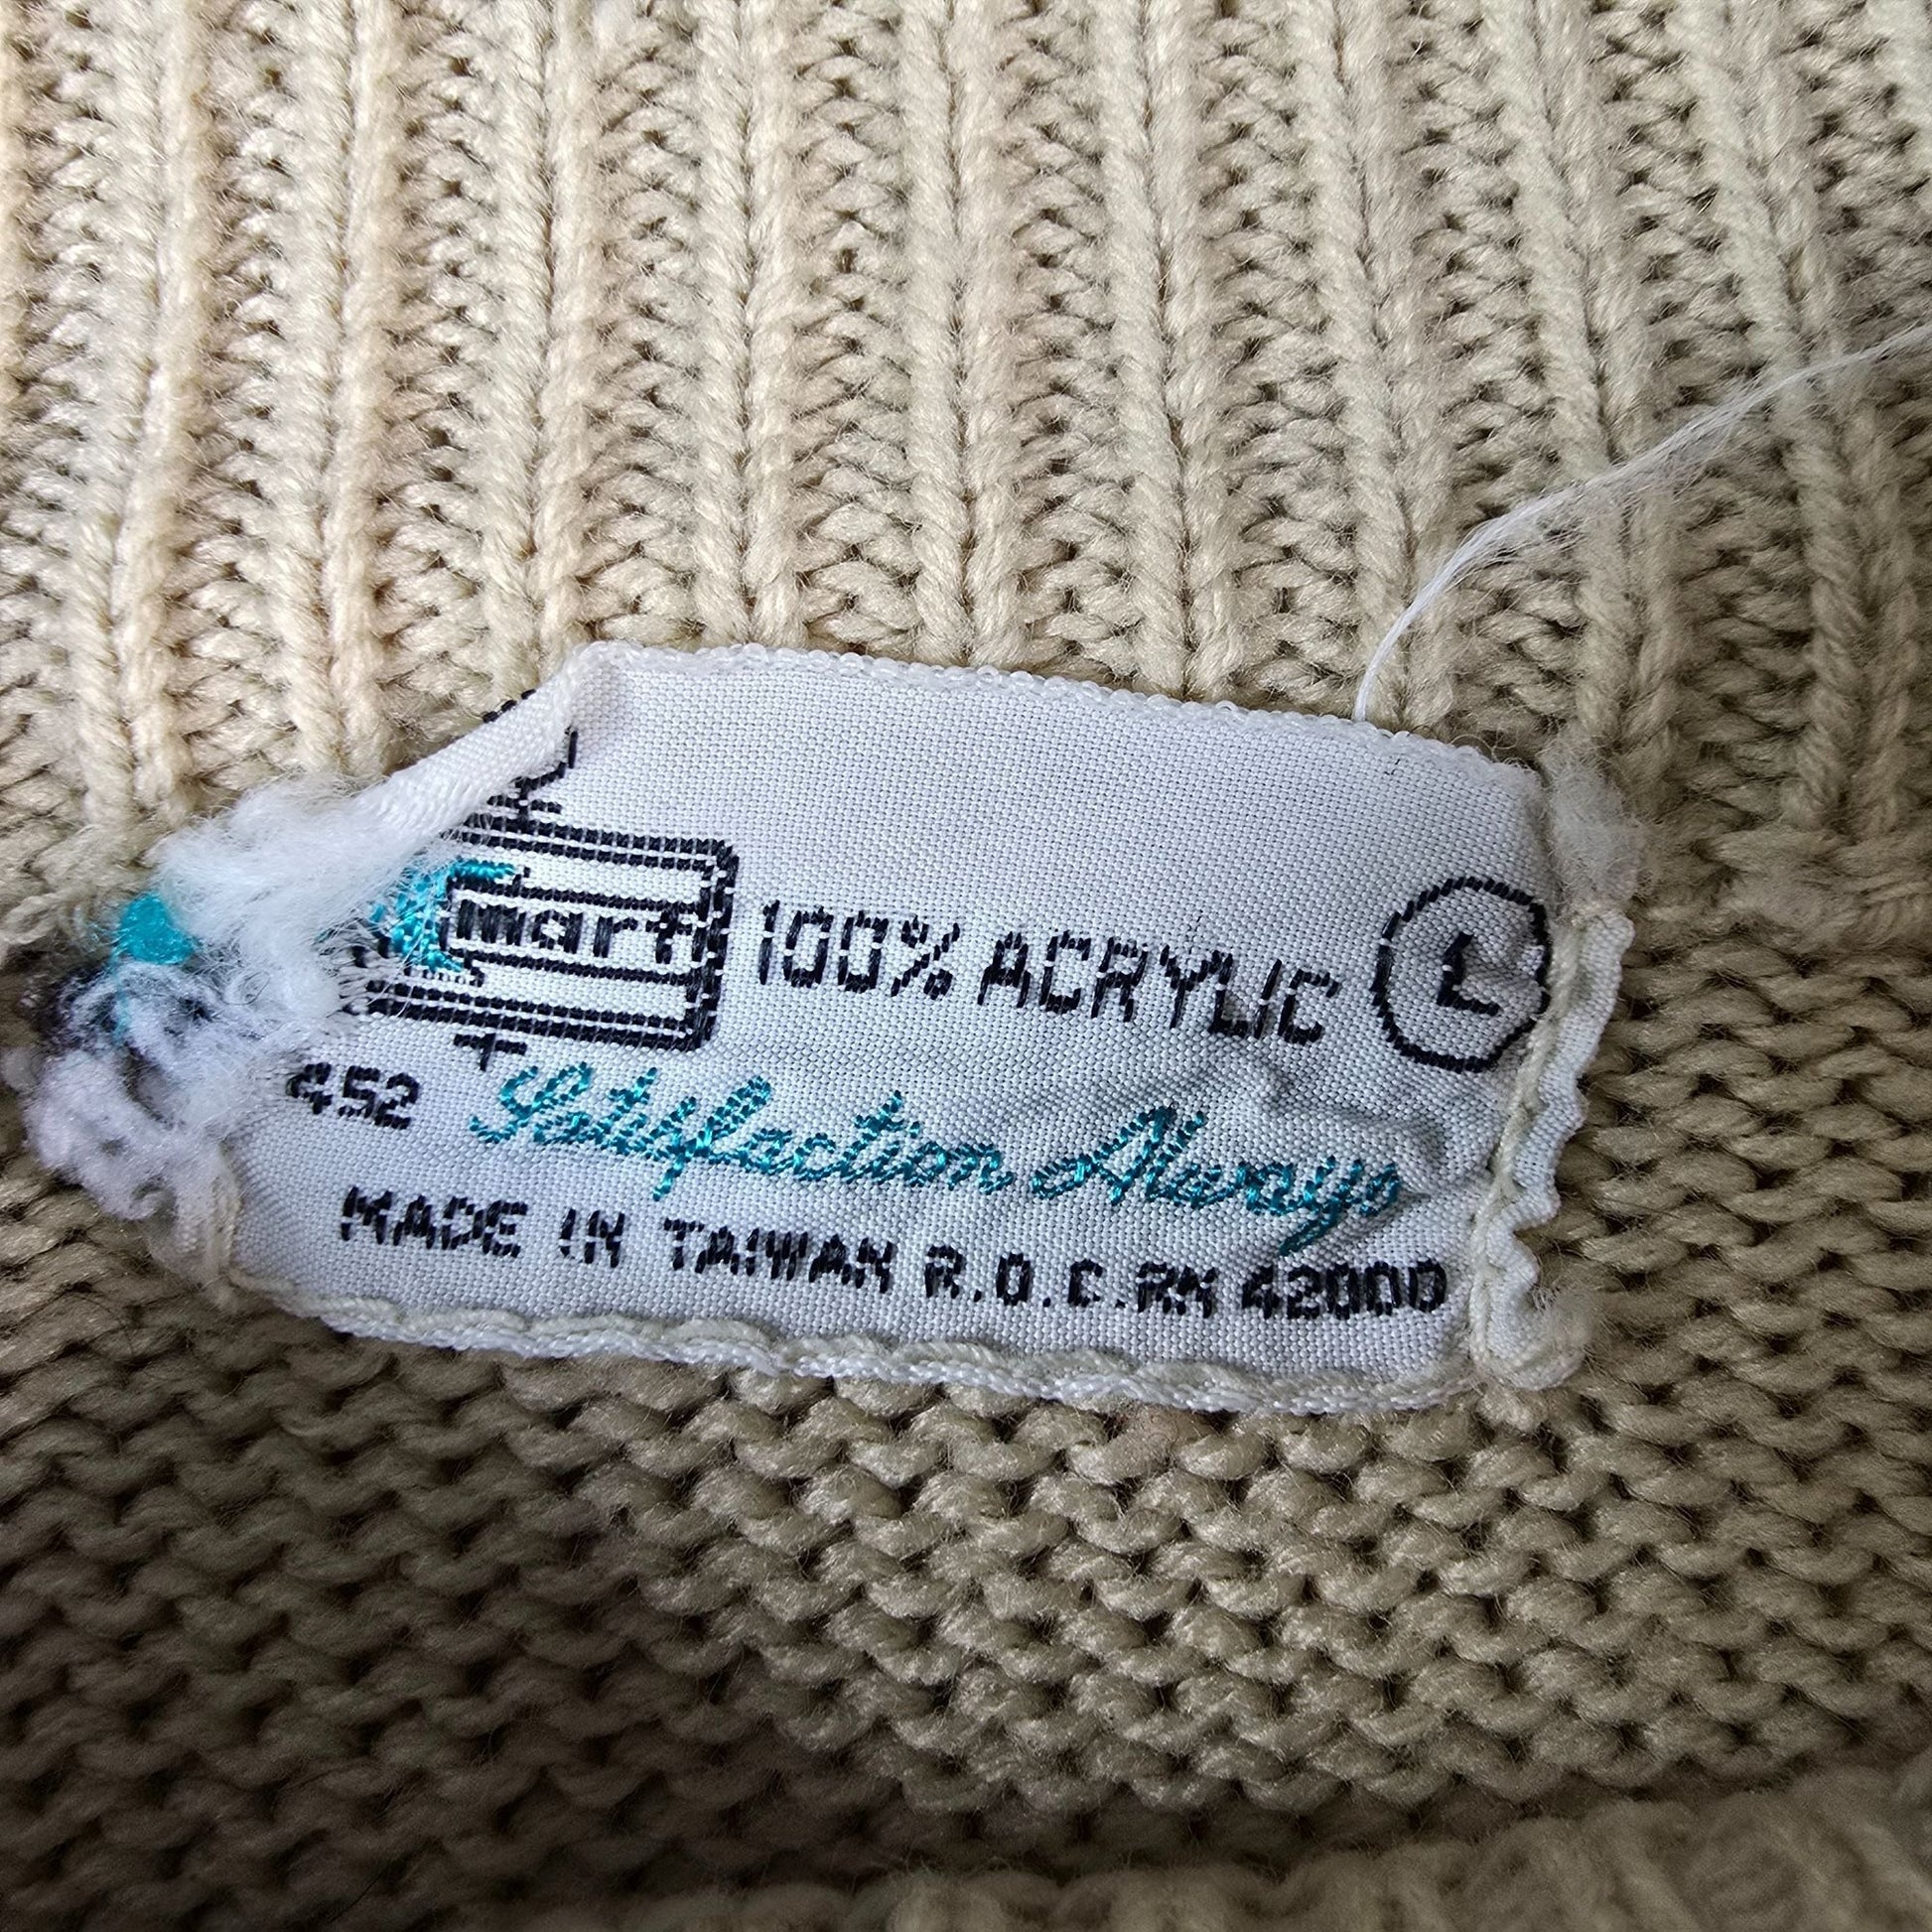 mart
100% ACRYLIC L
452 Satisfaction Always
MADE IN TAIWAN R.O.C. RN 42000